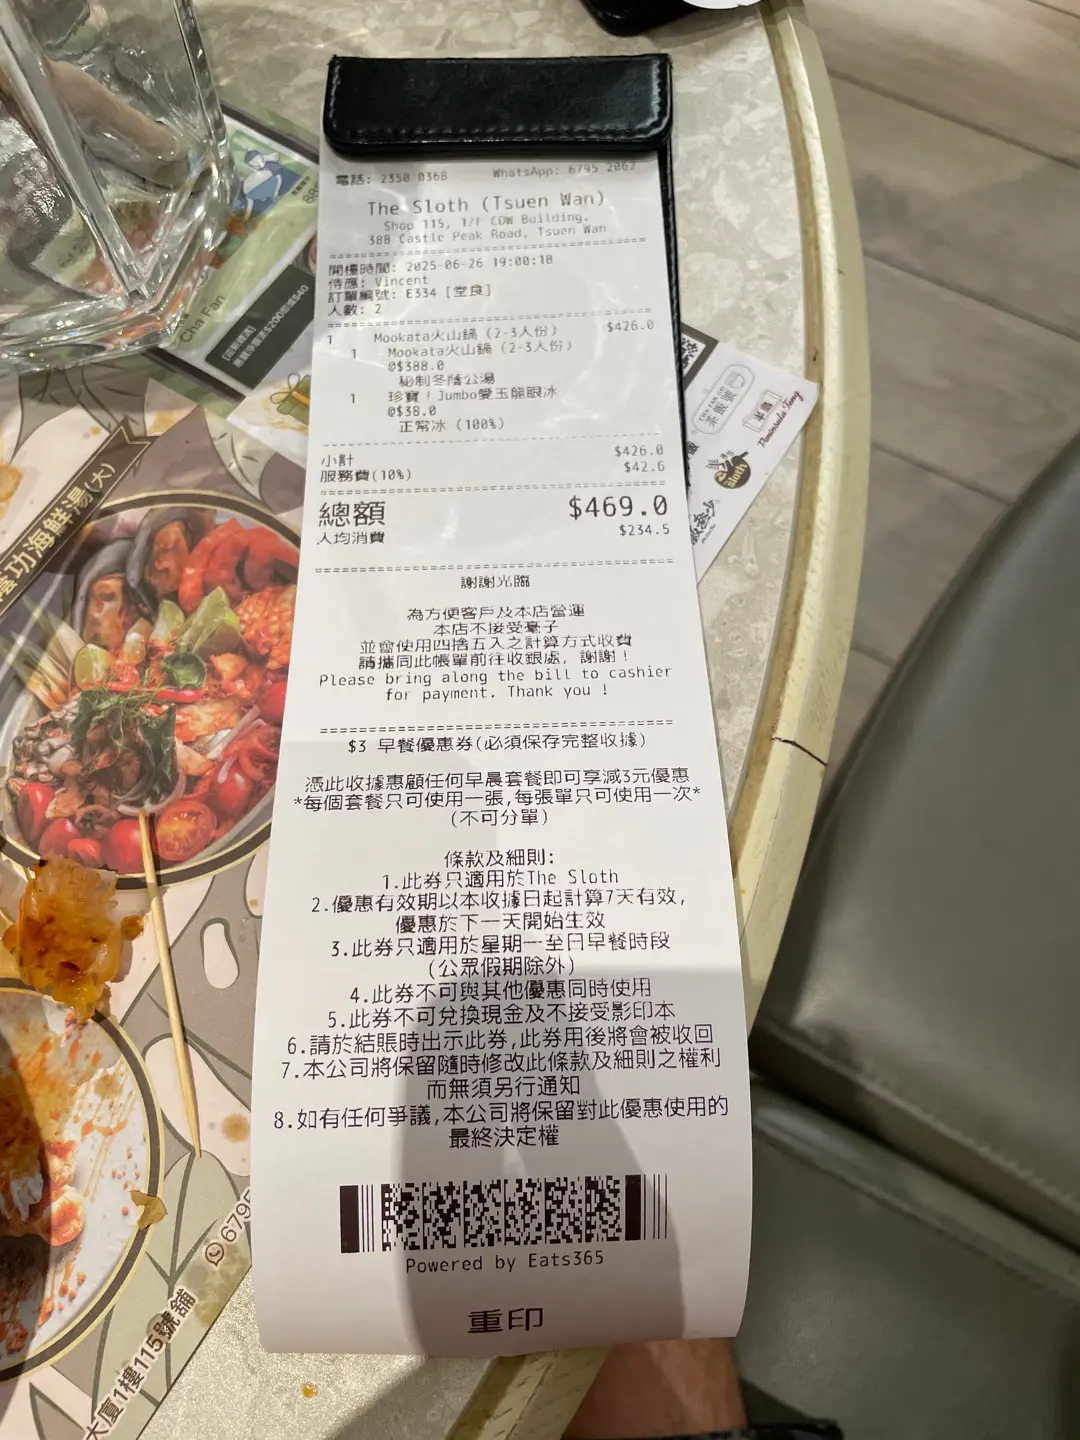 電話: 2350 0368 WhatsApp: 6795 2062
The Sloth (Tsuen Wan)
Shop 115, 1/F CDW Building,
388 Castle Peak Road, Tsuen Wan
開檯時間: 2025-06-26 19:00:18
侍應: Vincent
訂單編號: E334 [堂食]
人數: 2
1 Mookata火山鍋 (2-3人份) $426.0
1 Mookata火山鍋 (2-3人份)
@$388.0
秘制冬陰公湯
1 珍寶！Jumbo愛玉龍眼冰
@$38.0
正常冰 (100%)
小計 $426.0
服務費(10%) $42.6
總額 $469.0
人均消費 $234.5
謝謝光臨
為方便客戶及本店營運
本店不接受毫子
並會使用四捨五入之計算方式收費
請攜同此帳單前往收銀處, 謝謝！
Please bring along the bill to cashier
for payment. Thank you !
$3 早餐優惠券(必須保存完整收據)
憑此收據惠顧任何早晨套餐即可享減3元優惠
*每個套餐只可使用一張,每張單只可使用一次*
(不可分單)
條款及細則:
1.此券只適用於The Sloth
2.優惠有效期以本收據日起計算7天有效,
優惠於下一天開始生效
3.此券只適用於星期一至日早餐時段
(公眾假期除外)
4.此券不可與其他優惠同時使用
5.此券不可兌換現金及不接受影印本
6.請於結賬時出示此券,此券用後將會被收回
7.本公司將保留隨時修改此條款及細則之權利
而無須另行通知
8.如有任何爭議,本公司將保留對此優惠使用的
最終決定權
Powered by Eats365
重印
Cha Fan
功海鮮湯(大)
CHA FAN GO
茶飯號
Peninsula Tang
sloth
679
大廈1樓115號舖